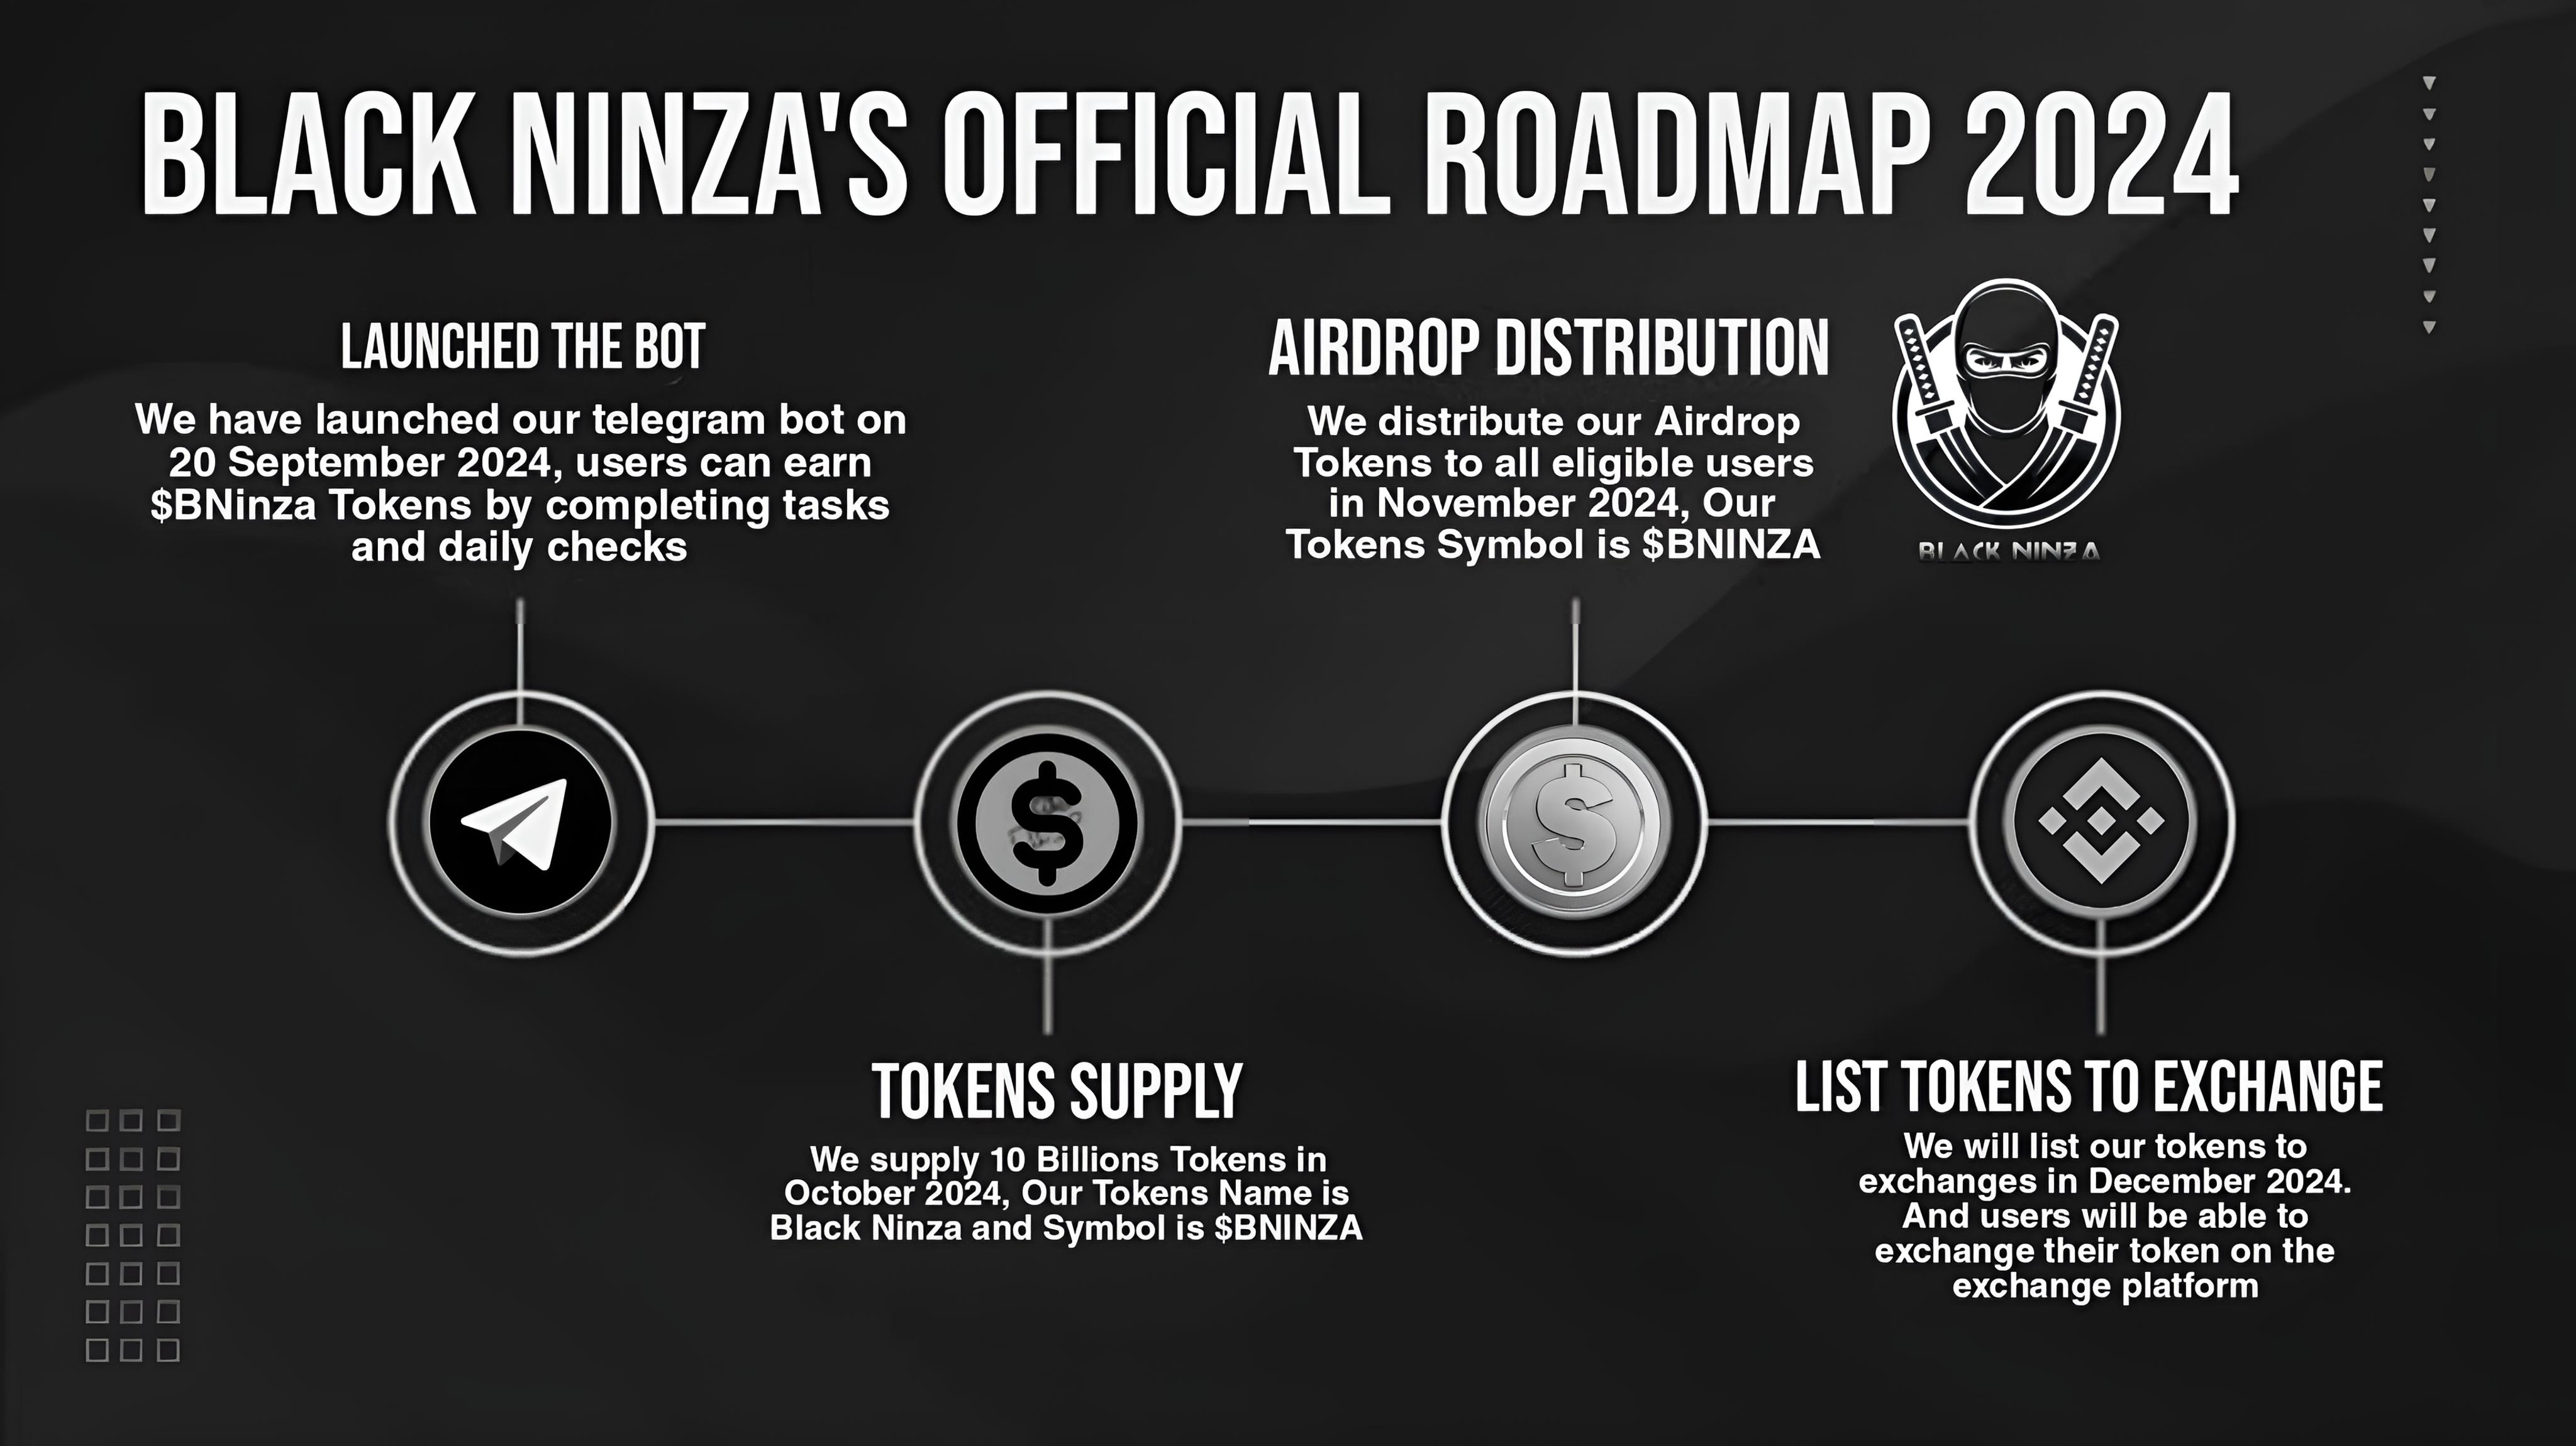 BLACK NINZA'S OFFICIAL ROADMAP 2024
LAUNCHED THE BOT
We have launched our telegram bot on
20 September 2024, users can earn
$BNinza Tokens by completing tasks
and daily checks
AIRDROP DISTRIBUTION
We distribute our Airdrop
Tokens to all eligible users
in November 2024, Our
Tokens Symbol is $BNINZA
BLACK NINZA
TOKENS SUPPLY
We supply 10 Billions Tokens in
October 2024, Our Tokens Name is
Black Ninza and Symbol is $BNINZA
LIST TOKENS TO EXCHANGE
We will list our tokens to
exchanges in December 2024.
And users will be able to
exchange their token on the
exchange platform